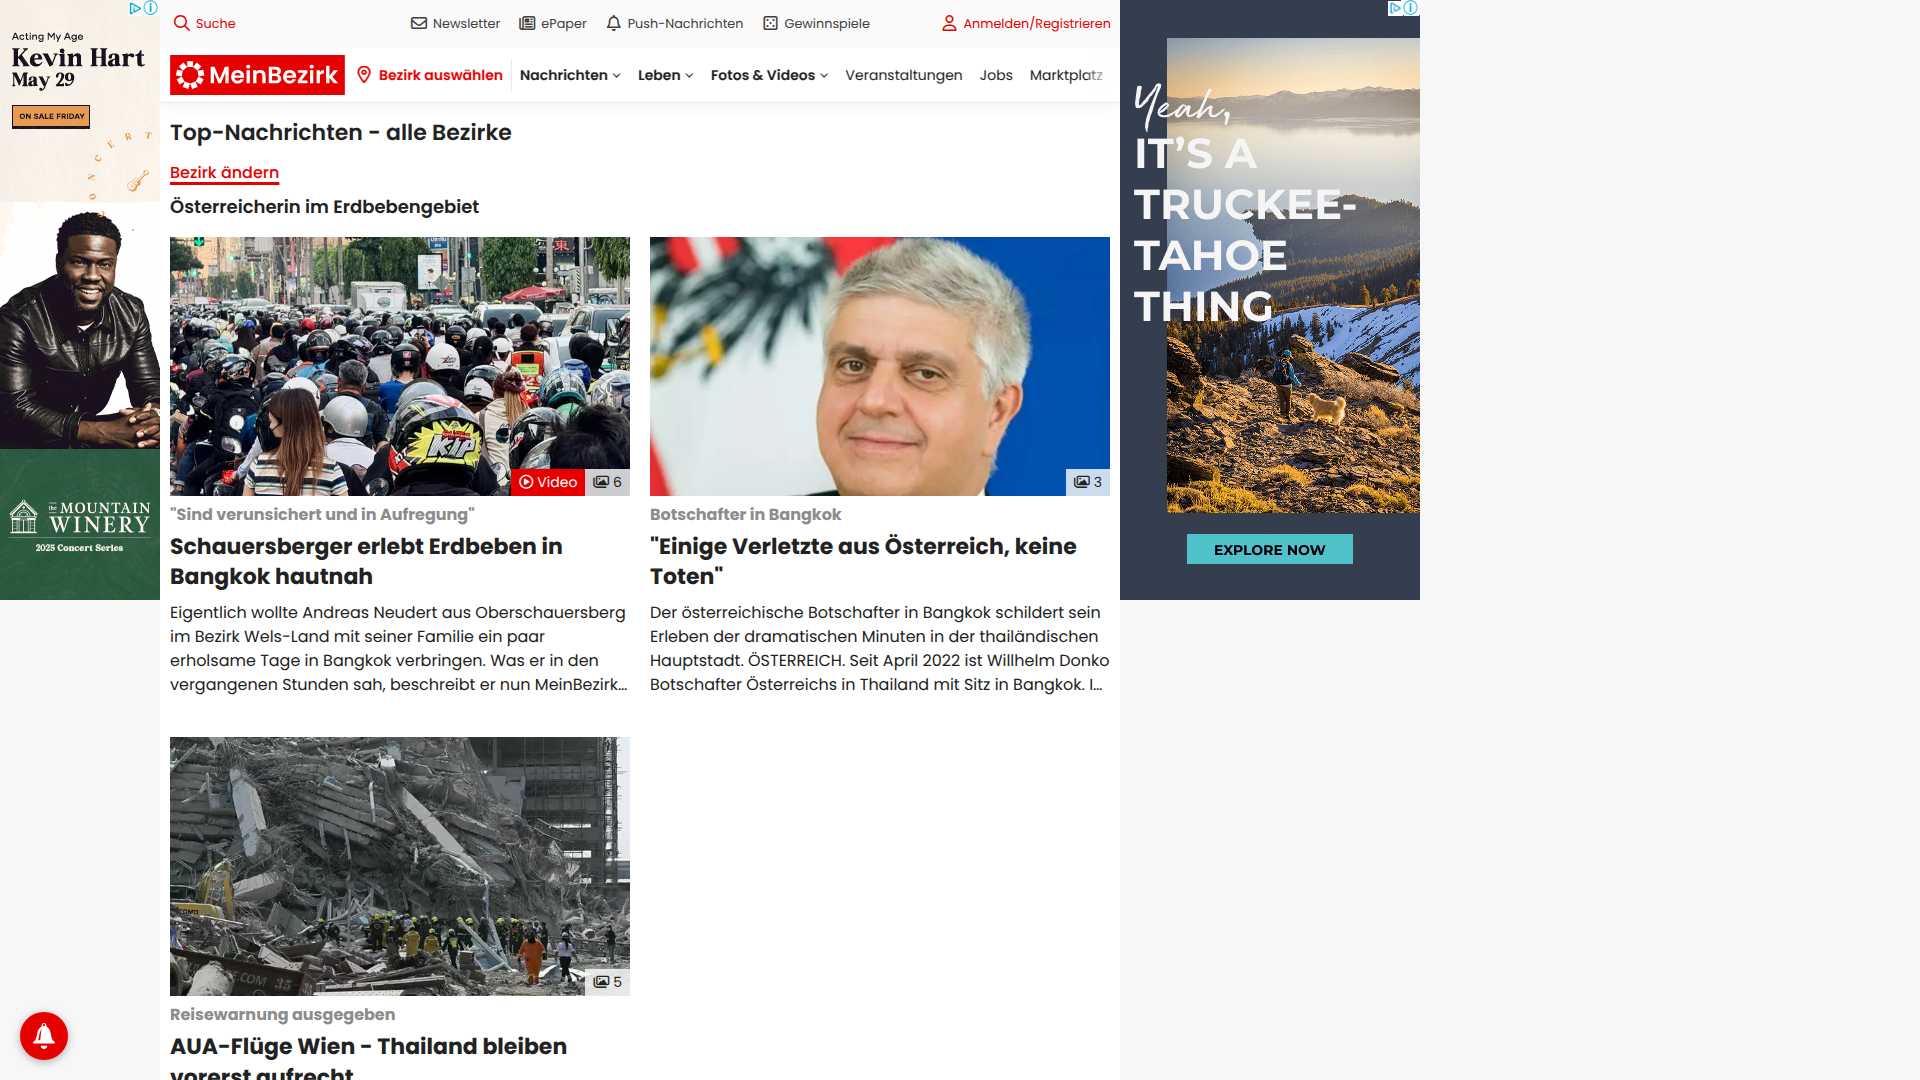 Suche
Newsletter
ePaper
Push-Nachrichten
Gewinnspiele
Anmelden/Registrieren
MeinBezirk
Bezirk auswählen
Nachrichten
Leben
Fotos & Videos
Veranstaltungen
Jobs
Marktplatz
Top-Nachrichten - alle Bezirke
Bezirk ändern
Österreicherin im Erdbebengebiet
Video
6
"Sind verunsichert und in Aufregung"
Schauersberger erlebt Erdbeben in
Bangkok hautnah
Eigentlich wollte Andreas Neudert aus Oberschauersberg
im Bezirk Wels-Land mit seiner Familie ein paar
erholsame Tage in Bangkok verbringen. Was er in den
vergangenen Stunden sah, beschreibt er nun MeinBezirk...
3
Botschafter in Bangkok
"Einige Verletzte aus Österreich, keine
Toten"
Der österreichische Botschafter in Bangkok schildert sein
Erleben der dramatischen Minuten in der thailändischen
Hauptstadt. ÖSTERREICH. Seit April 2022 ist Willhelm Donko
Botschafter Österreichs in Thailand mit Sitz in Bangkok. I...
5
Reisewarnung ausgegeben
AUA-Flüge Wien - Thailand bleiben
vorerst aufrecht
Acting My Age
Kevin Hart
May 29
ON SALE FRIDAY
CONCERT
the MOUNTAIN
WINERY
2025 Concert Series
Yeah,
IT'S A
TRUCKEE-
TAHOE
THING
EXPLORE NOW
KIP